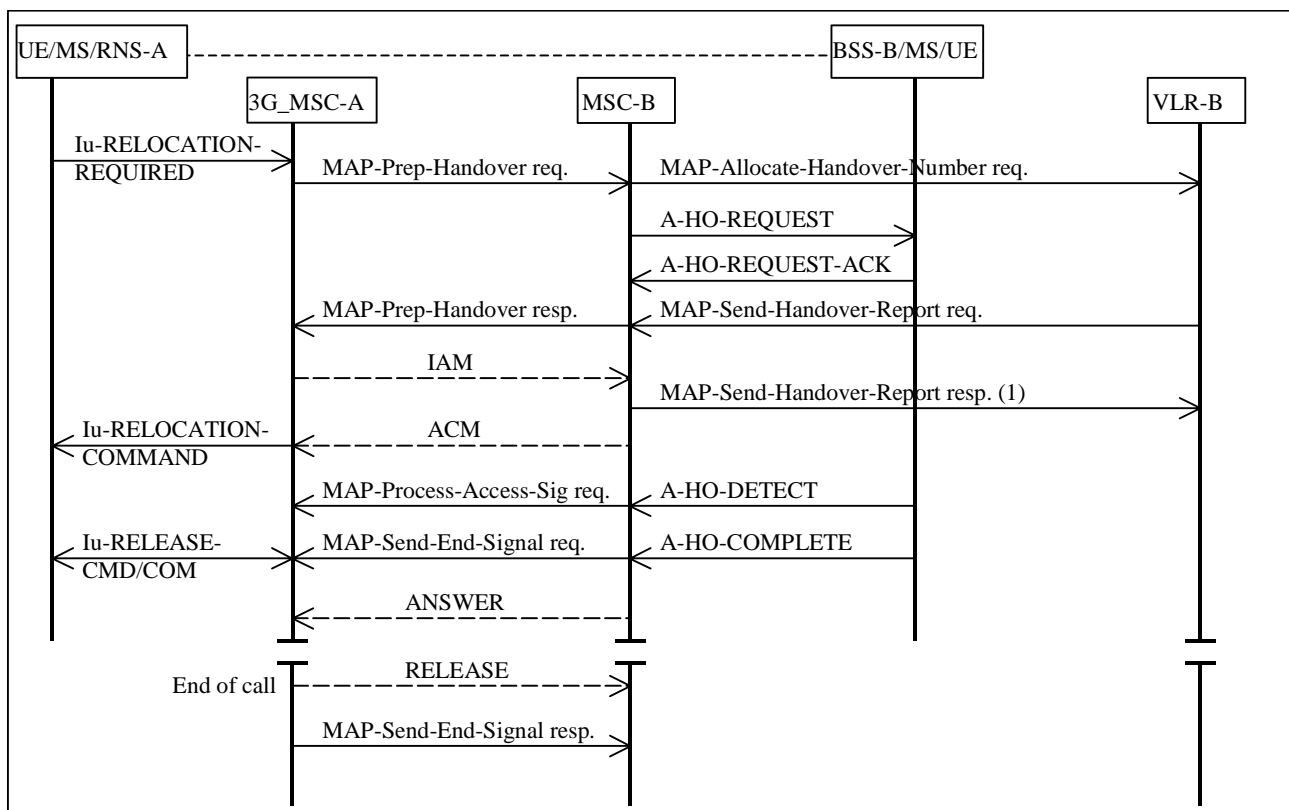 UE/MS/RNS-A
BSS-B/MS/UE
3G_MSC-A
MSC-B
VLR-B
Iu-RELOCATION-
REQUIRED
MAP-Prep-Handover req.
MAP-Allocate-Handover-Number req.
A-HO-REQUEST
A-HO-REQUEST-ACK
MAP-Prep-Handover resp.
MAP-Send-Handover-Report req.
IAM
MAP-Send-Handover-Report resp. (1)
Iu-RELOCATION-
COMMAND
ACM
MAP-Process-Access-Sig req.
A-HO-DETECT
Iu-RELEASE-
CMD/COM
MAP-Send-End-Signal req.
A-HO-COMPLETE
ANSWER
End of call
RELEASE
MAP-Send-End-Signal resp.